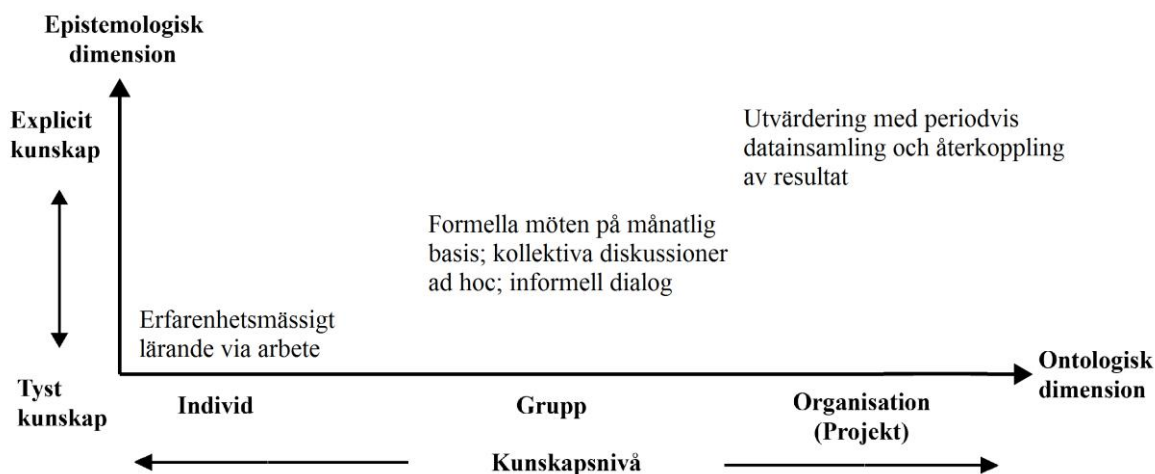 Epistemologisk
dimension
Explicit
kunskap
Utvärdering med periodvis
datainsamling och återkoppling
av resultat
Formella möten på månatlig
basis; kollektiva diskussioner
ad hoc; informell dialog
Erfarenhetsmässigt
lärande via arbete
Tyst
kunskap
Individ
Grupp
Organisation
(Projekt)
Ontologisk
dimension
Kunskapsnivå